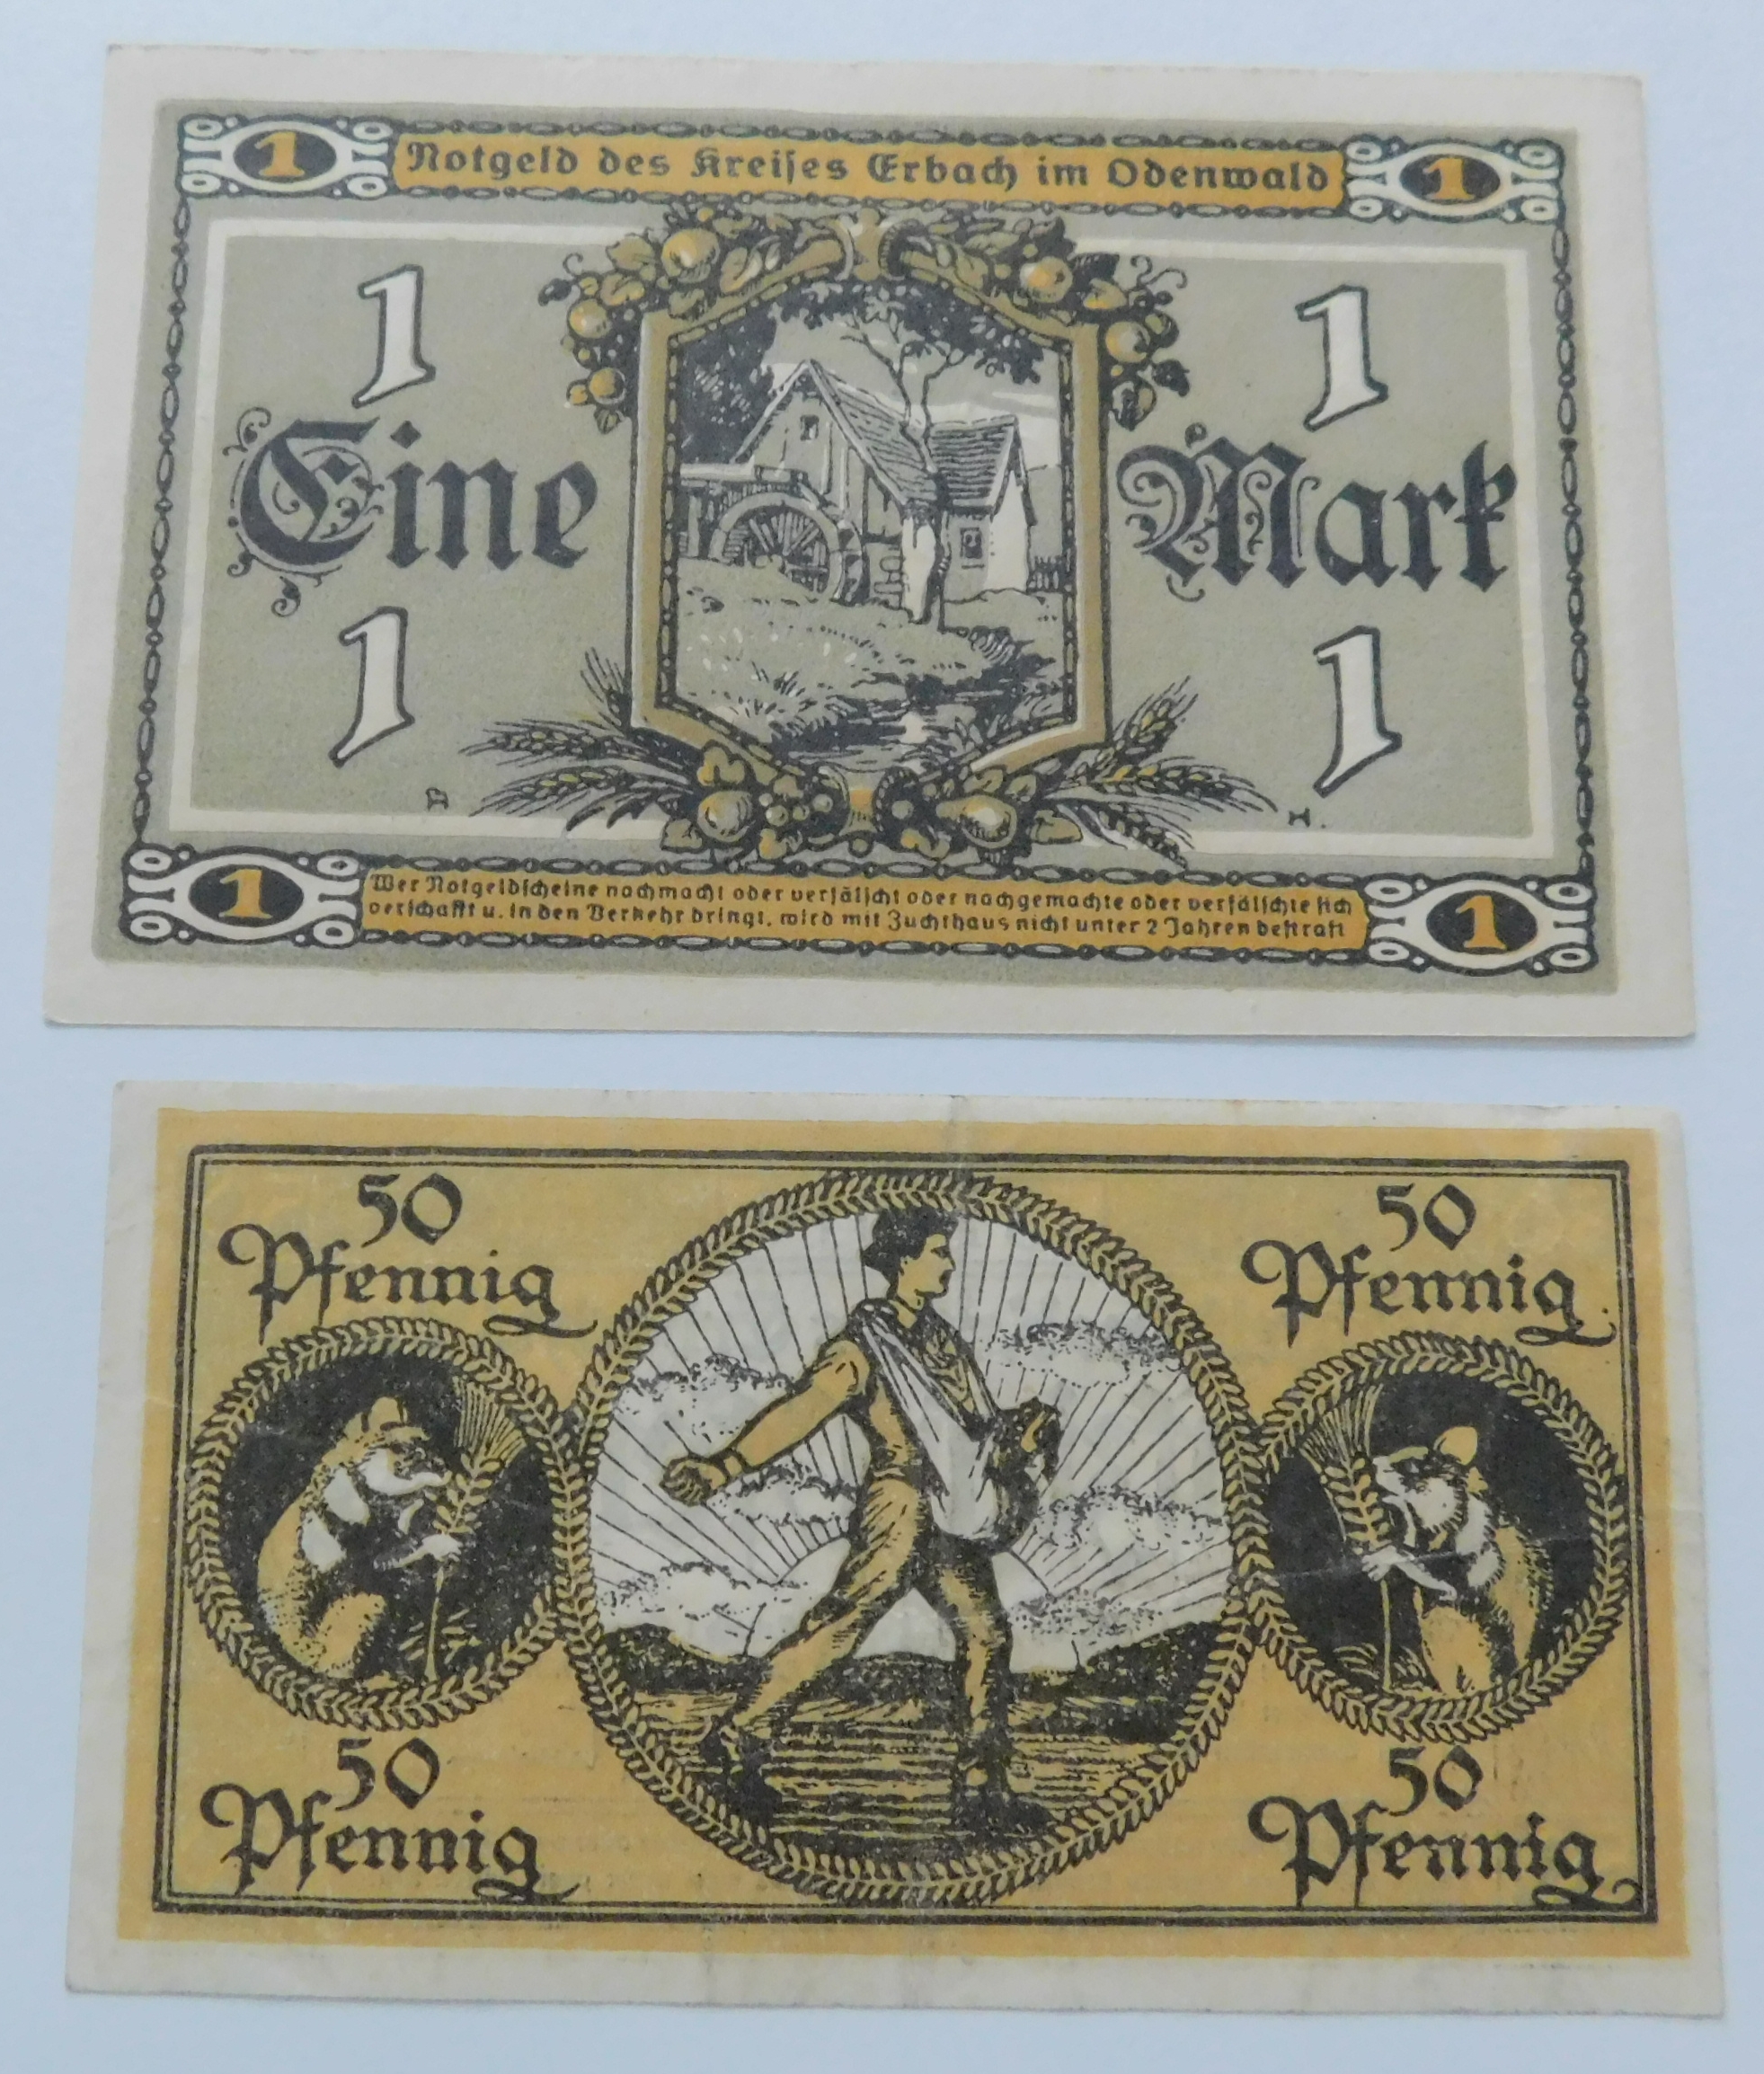 1 Notgeld des Kreises Erbach im Odenwald 1
1 1
Eine Mark
1 1
A H.
1 Wer Notgeldscheine nachmacht oder verfälscht oder nachgemachte oder verfälschte sich 1
verschafft u. in den Verkehr bringt, wird mit Zuchthaus nicht unter 2 Jahren bestraft
50 50
Pfennig Pfennig
50 50
Pfennig Pfennig